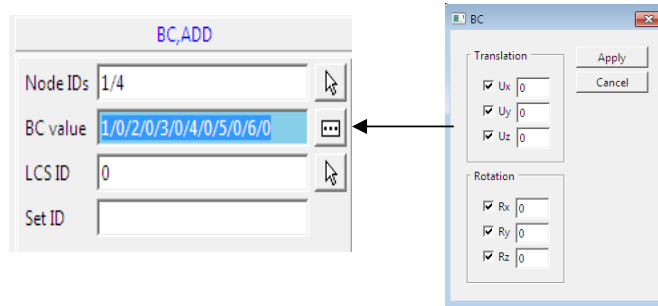 BC,ADD
Node IDs 1/4
BC value 1/0/2/0/3/0/4/0/5/0/6/0
LCS ID 0
Set ID
BC
Translation
Apply
Ux 0
Cancel
Uy 0
Uz 0
Rotation
Rx 0
Ry 0
Rz 0